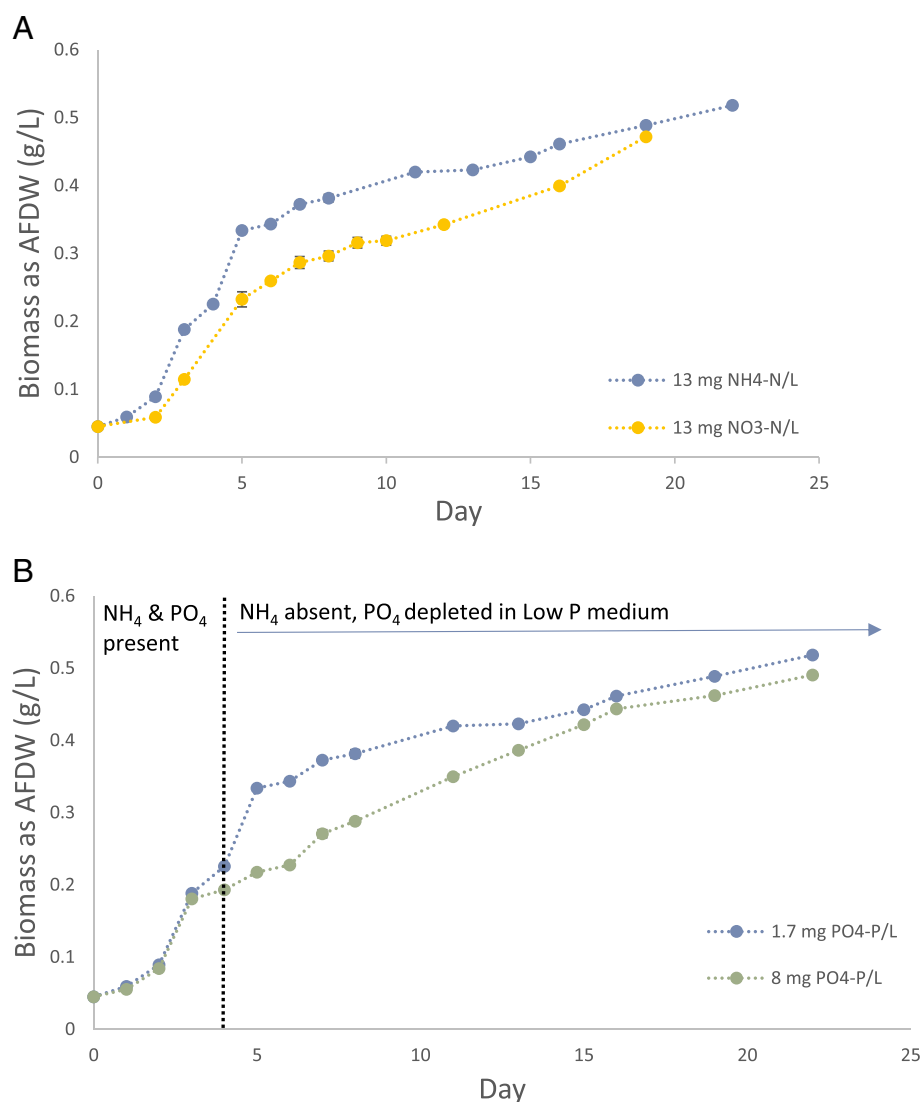 A
0.6
0.5
0.4
0.3
0.2
0.1
0
Biomass as AFDW (g/L)
13 mg NH4-N/L
13 mg NO3-N/L
0 5 10 15 20 25
Day
B
0.6
0.5
0.4
0.3
0.2
0.1
0
Biomass as AFDW (g/L)
NH4 & PO4
present
NH4 absent, PO4 depleted in Low P medium
1.7 mg PO4-P/L
8 mg PO4-P/L
0 5 10 15 20 25
Day